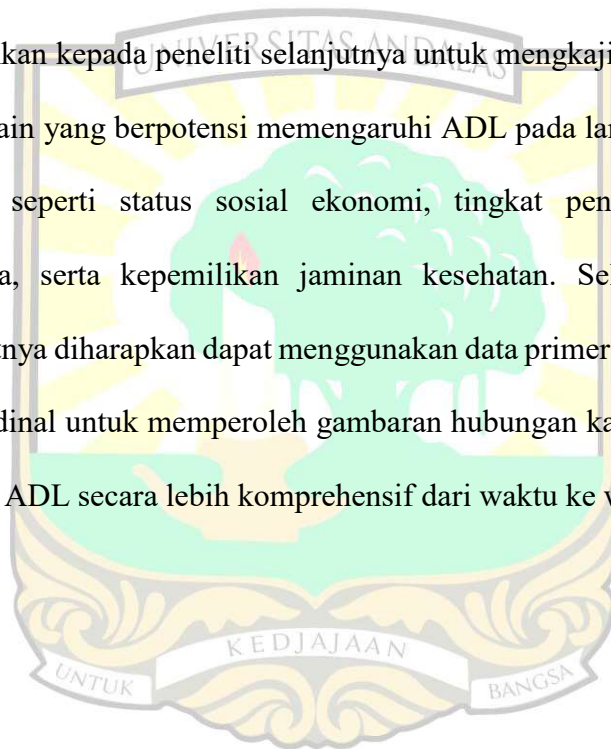 UNIVERSITAS ANDALAS
kan kepada peneliti selanjutnya untuk mengkaji
ain yang berpotensi memengaruhi ADL pada lan
seperti status sosial ekonomi, tingkat pen
a, serta kepemilikan jaminan kesehatan. Sel
tnya diharapkan dapat menggunakan data primer
dinal untuk memperoleh gambaran hubungan ka
ADL secara lebih komprehensif dari waktu ke w
KEDJAJAAN
UNTUK
BANGSA